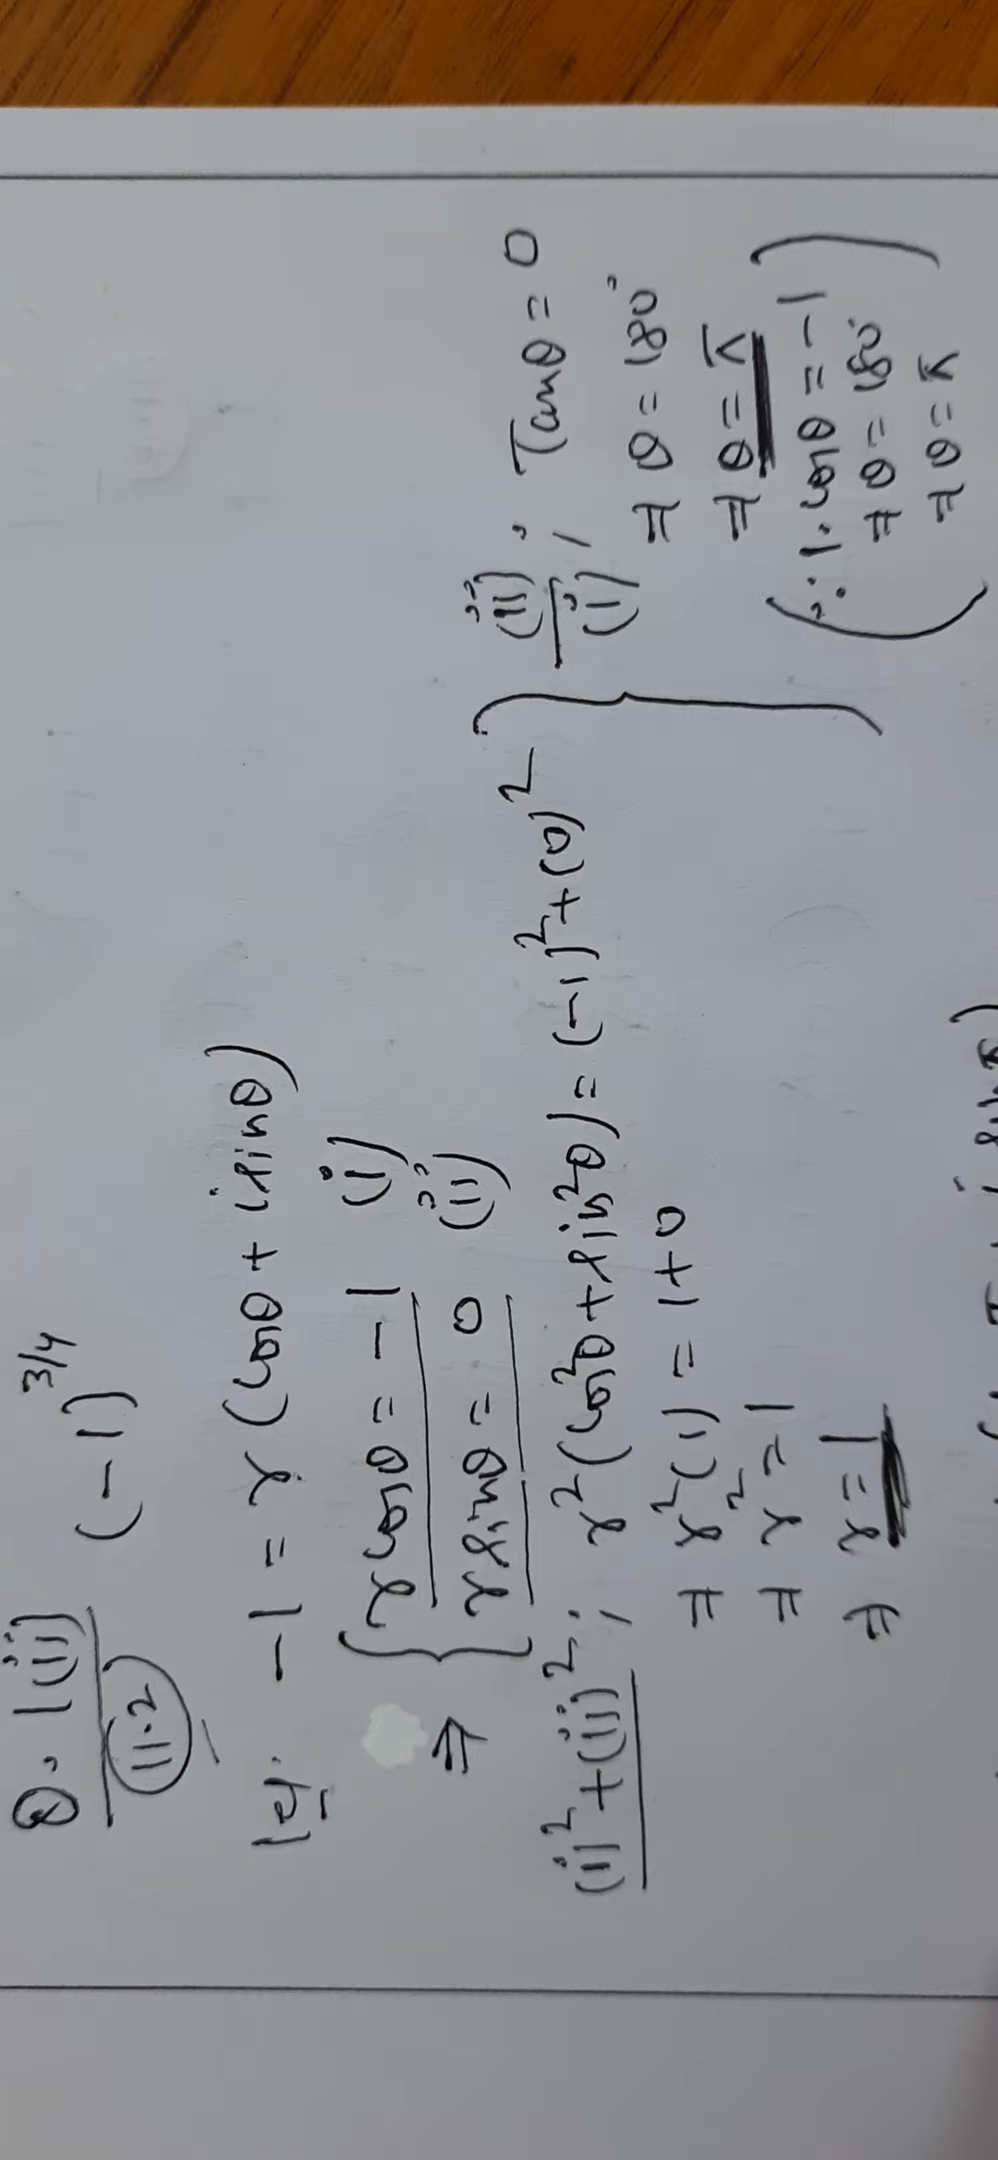 Q. 1(ii) (-1)^3/4
(11.2)
let. -1 = r (cosθ + i sinθ)
⇒ { r cosθ = -1 (i)
r sinθ = 0 (ii)
(i)² + (ii)² ; r² (cos²θ + sin²θ) = (-1)² + (0)²
⇒ r² (1) = 1 + 0
⇒ r² = 1
⇒ r = 1
(ii)/(i) ; Tanθ = 0
⇒ θ = 180°
⇒ θ = π
(∵ 1. cosθ = -1
⇒ θ = 180°
⇒ θ = π)